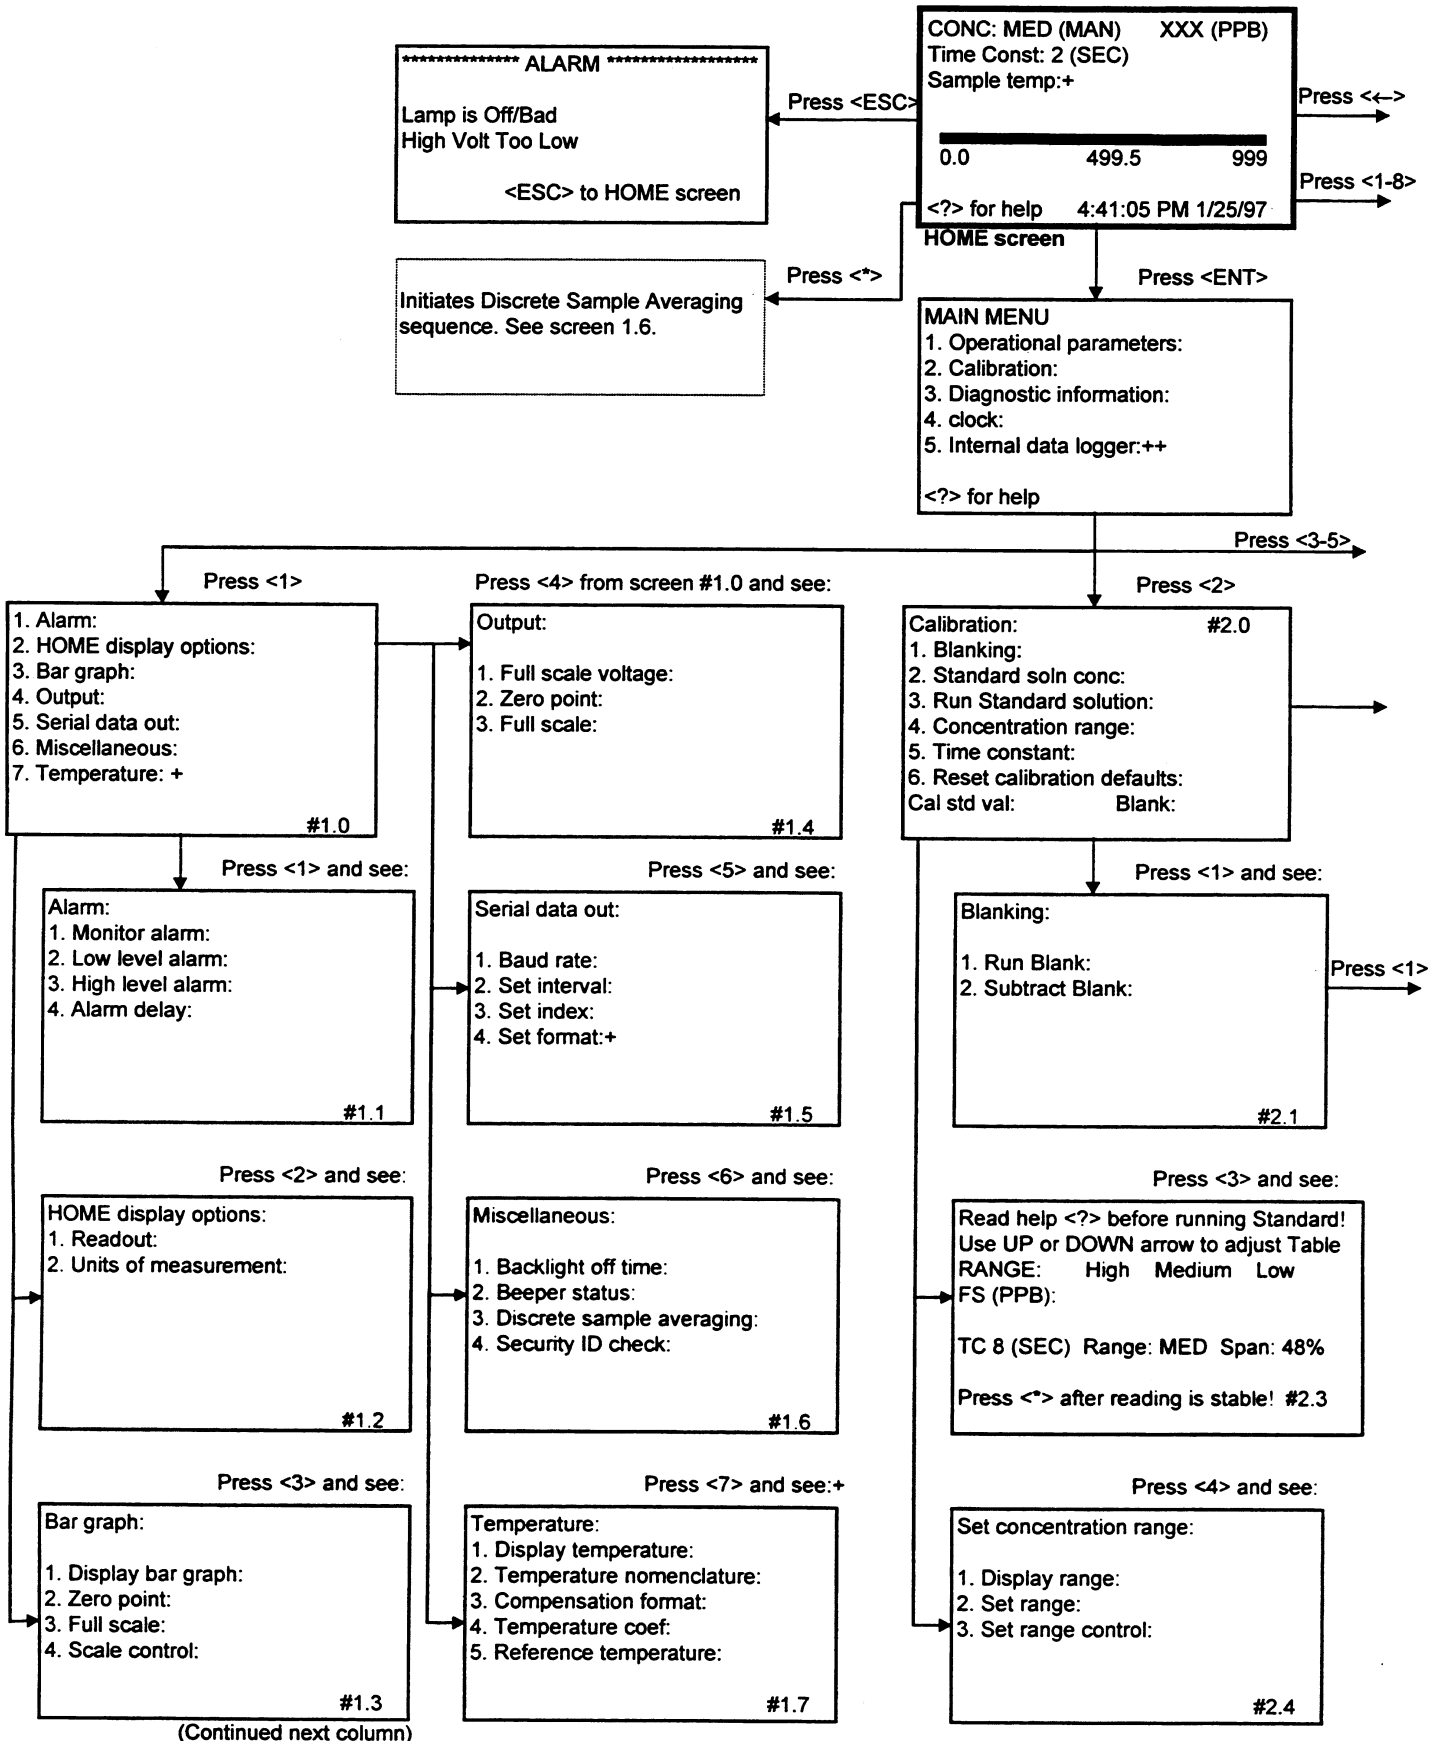 CONC: MED (MAN) XXX (PPB)
Time Const: 2 (SEC)
Sample temp:+
0.0 499.5 999
<?> for help 4:41:05 PM 1/25/97
HOME screen
Press <ESC>
************** ALARM ******************
Lamp is Off/Bad
High Volt Too Low
<ESC> to HOME screen
Press <←>
Press <1-8>
Press <*>
Initiates Discrete Sample Averaging
sequence. See screen 1.6.
Press <ENT>
MAIN MENU
1. Operational parameters:
2. Calibration:
3. Diagnostic information:
4. clock:
5. Internal data logger:++
<?> for help
Press <3-5>
Press <1>
1. Alarm:
2. HOME display options:
3. Bar graph:
4. Output:
5. Serial data out:
6. Miscellaneous:
7. Temperature: +
#1.0
Press <1> and see:
Alarm:
1. Monitor alarm:
2. Low level alarm:
3. High level alarm:
4. Alarm delay:
#1.1
Press <2> and see:
HOME display options:
1. Readout:
2. Units of measurement:
#1.2
Press <3> and see:
Bar graph:
1. Display bar graph:
2. Zero point:
3. Full scale:
4. Scale control:
#1.3
(Continued next column)
Press <4> from screen #1.0 and see:
Output:
1. Full scale voltage:
2. Zero point:
3. Full scale:
#1.4
Press <5> and see:
Serial data out:
1. Baud rate:
2. Set interval:
3. Set index:
4. Set format:+
#1.5
Press <6> and see:
Miscellaneous:
1. Backlight off time:
2. Beeper status:
3. Discrete sample averaging:
4. Security ID check:
#1.6
Press <7> and see:+
Temperature:
1. Display temperature:
2. Temperature nomenclature:
3. Compensation format:
4. Temperature coef:
5. Reference temperature:
#1.7
Press <2>
Calibration: #2.0
1. Blanking:
2. Standard soln conc:
3. Run Standard solution:
4. Concentration range:
5. Time constant:
6. Reset calibration defaults:
Cal std val: Blank:
Press <1> and see:
Blanking:
1. Run Blank:
2. Subtract Blank:
#2.1
Press <1>
Press <3> and see:
Read help <?> before running Standard!
Use UP or DOWN arrow to adjust Table
RANGE: High Medium Low
FS (PPB):
TC 8 (SEC) Range: MED Span: 48%
Press <*> after reading is stable! #2.3
Press <4> and see:
Set concentration range:
1. Display range:
2. Set range:
3. Set range control:
#2.4